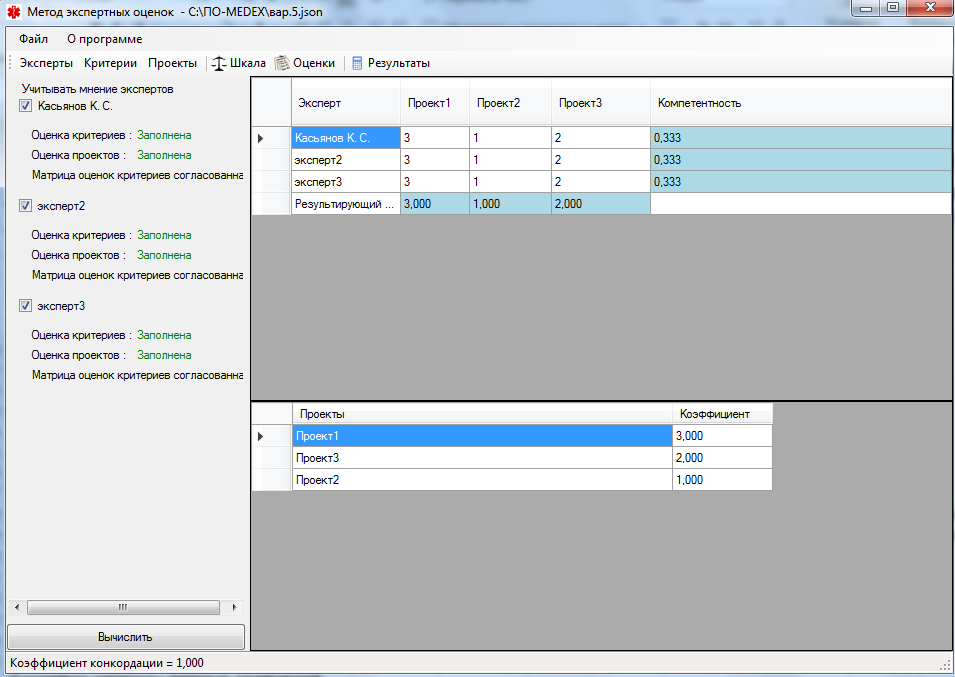 Метод экспертных оценок - C:\ПО-MEDEX\вар.5.json
Файл О программе
Эксперты Критерии Проекты Шкала Оценки Результаты
Учитывать мнение экспертов
Касьянов К. С.
Оценка критериев : Заполнена
Оценка проектов : Заполнена
Матрица оценок критериев согласованна
эксперт2
Оценка критериев : Заполнена
Оценка проектов : Заполнена
Матрица оценок критериев согласованна
эксперт3
Оценка критериев : Заполнена
Оценка проектов : Заполнена
Матрица оценок критериев согласованна
Вычислить
Эксперт Проект1 Проект2 Проект3 Компетентность
Касьянов К. С. 3 1 2 0,333
эксперт2 3 1 2 0,333
эксперт3 3 1 2 0,333
Результирующий ... 3,000 1,000 2,000
Проекты Коэффициент
Проект1 3,000
Проект3 2,000
Проект2 1,000
Коэффициент конкордации = 1,000